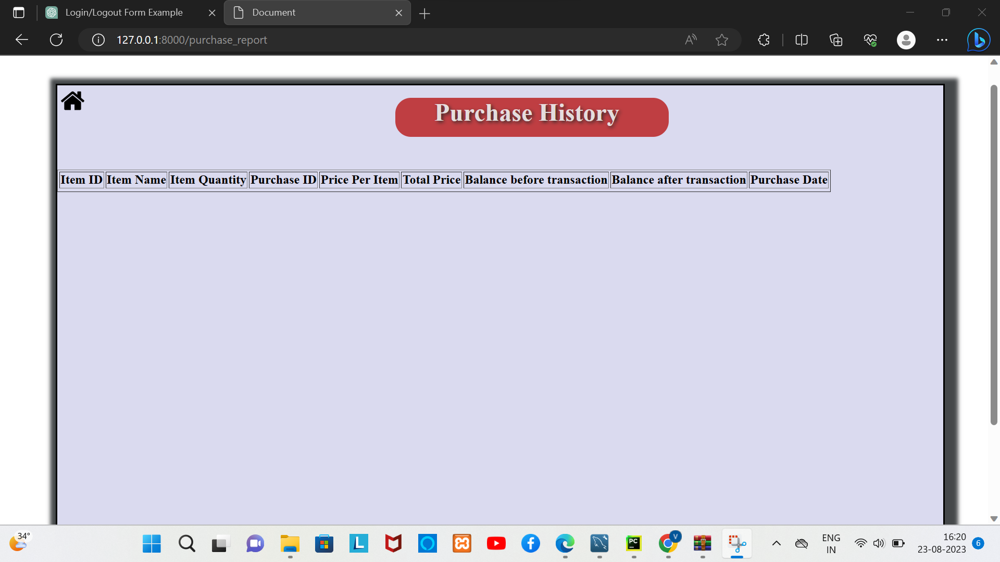 Login/Logout Form Example
Document
127.0.0.1:8000/purchase_report
Purchase History
Item ID Item Name Item Quantity Purchase ID Price Per Item Total Price Balance before transaction Balance after transaction Purchase Date
34°
L
PC
V
ENG
IN
16:20
23-08-2023
6